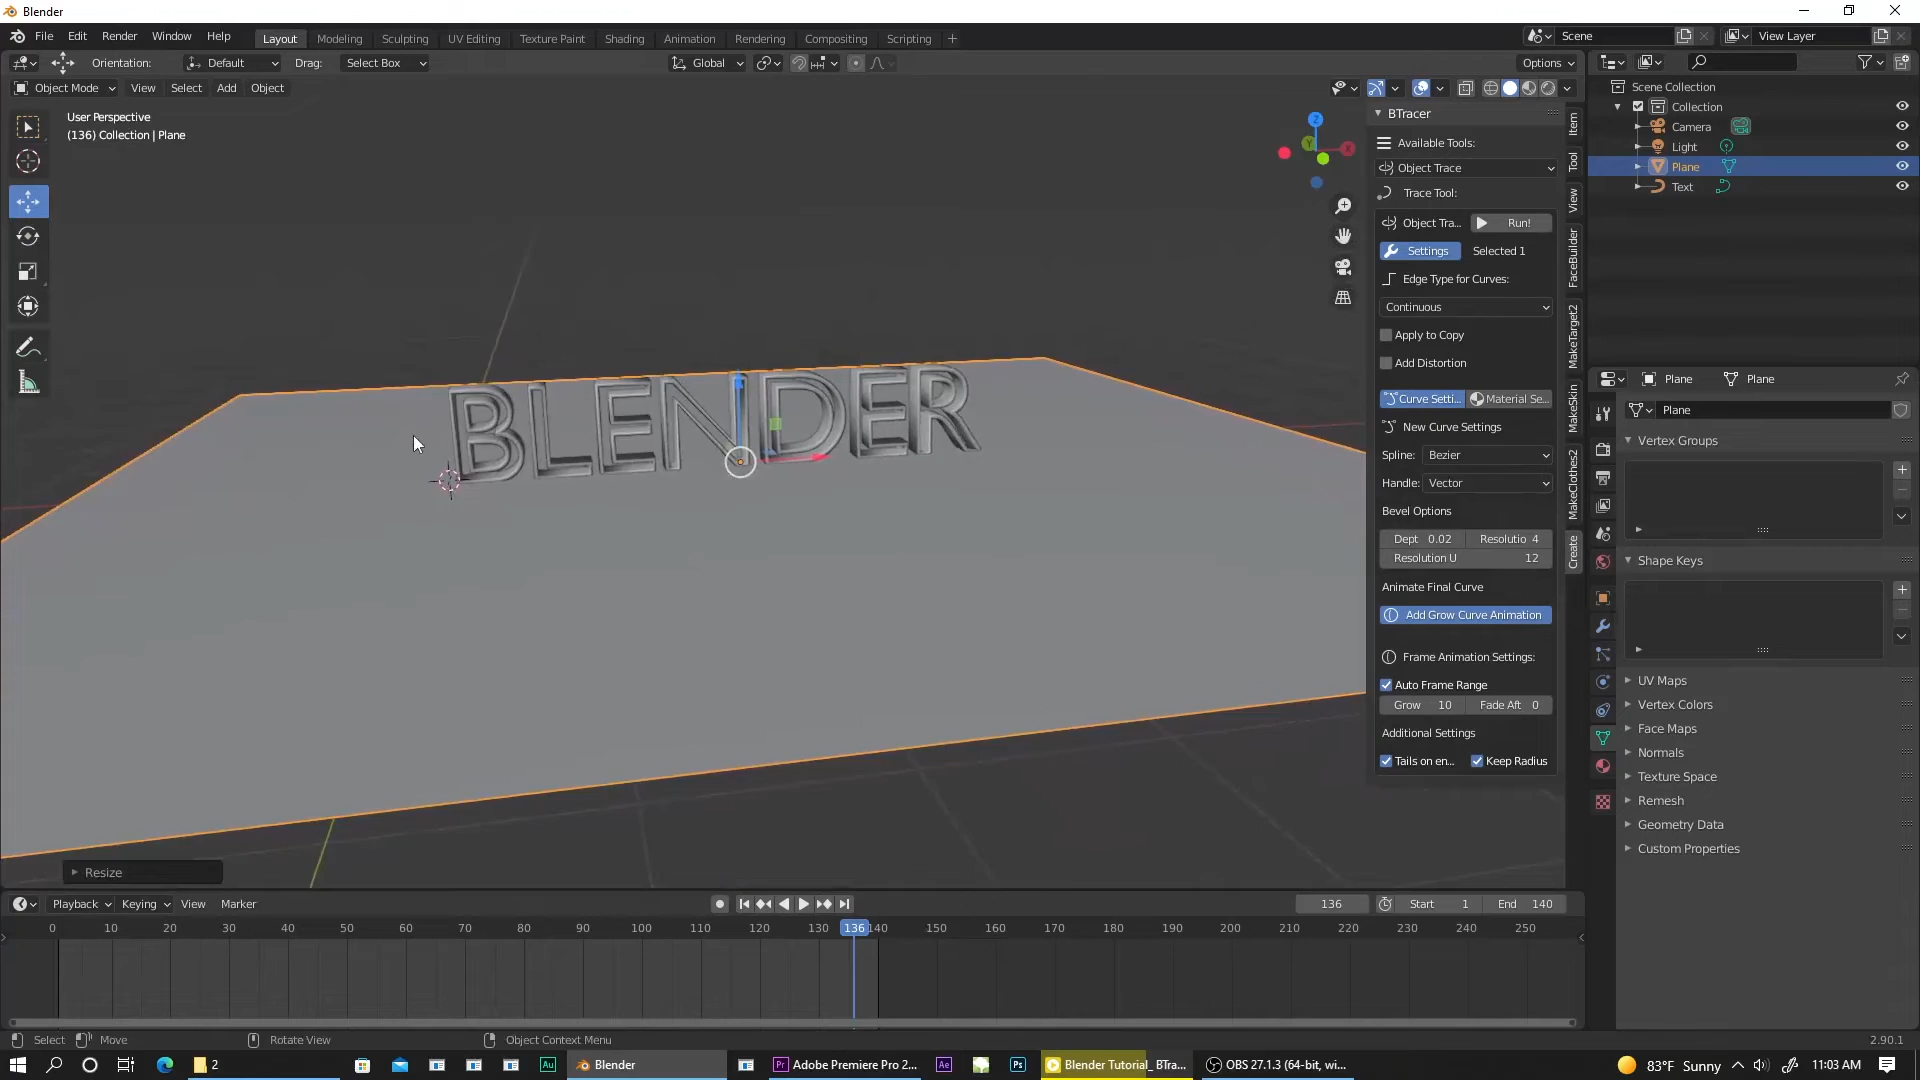 Blender
File Edit Render Window Help Layout Modeling Sculpting UV Editing Texture Paint Shading Animation Rendering Compositing Scripting + Scene View Layer
Orientation: Default Drag: Select Box Global Options
Object Mode View Select Add Object
User Perspective
(136) Collection | Plane
BLENDER
Z
Y
X
BTracer
Available Tools:
Object Trace
Trace Tool:
Object Tra... Run!
Settings Selected 1
Edge Type for Curves:
Continuous
Apply to Copy
Add Distortion
Curve Setti... Material Se...
New Curve Settings
Spline: Bezier
Handle: Vector
Bevel Options
Dept 0.02 Resolutio 4
Resolution U 12
Animate Final Curve
Add Grow Curve Animation
Frame Animation Settings:
Auto Frame Range
Grow 10 Fade Aft 0
Additional Settings
Tails on en... Keep Radius
Item
Tool
View
FaceBuilder
MakeTarget2
MakeSkin
MakeClothes2
Create
Scene Collection
Collection
Camera
Light
Plane
Text
Plane Plane
Plane
Vertex Groups
Shape Keys
UV Maps
Vertex Colors
Face Maps
Normals
Texture Space
Remesh
Geometry Data
Custom Properties
Resize
Playback Keying View Marker 136 Start 1 End 140
0 10 20 30 40 50 60 70 80 90 100 110 120 130 136 140 150 160 170 180 190 200 210 220 230 240 250
Select Move Rotate View Object Context Menu 2.90.1
2 Au Blender Pr Adobe Premiere Pro 2... Ae Ps Blender Tutorial_ BTra... OBS 27.1.3 (64-bit, wi... 83°F Sunny 11:03 AM